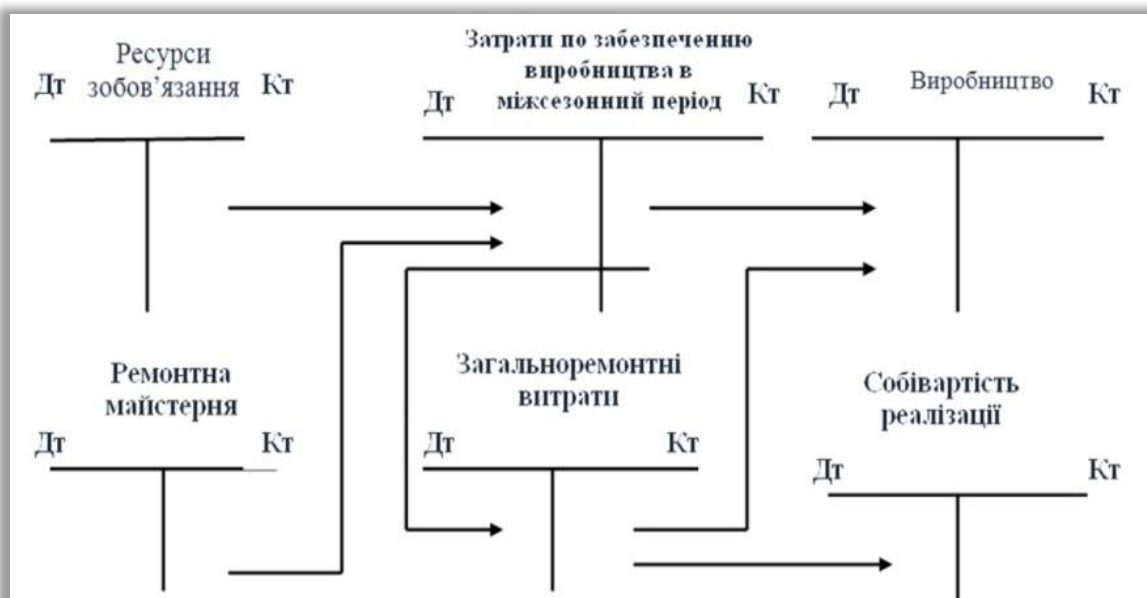 Ресурси
зобов’язання
Дт
Кт
Затрати по забезпеченню
виробництва в
міжсезонний період
Дт
Кт
Виробництво
Дт
Кт
Ремонтна
майстерня
Дт
Кт
Загальноремонтні
витрати
Дт
Кт
Собівартість
реалізації
Дт
Кт